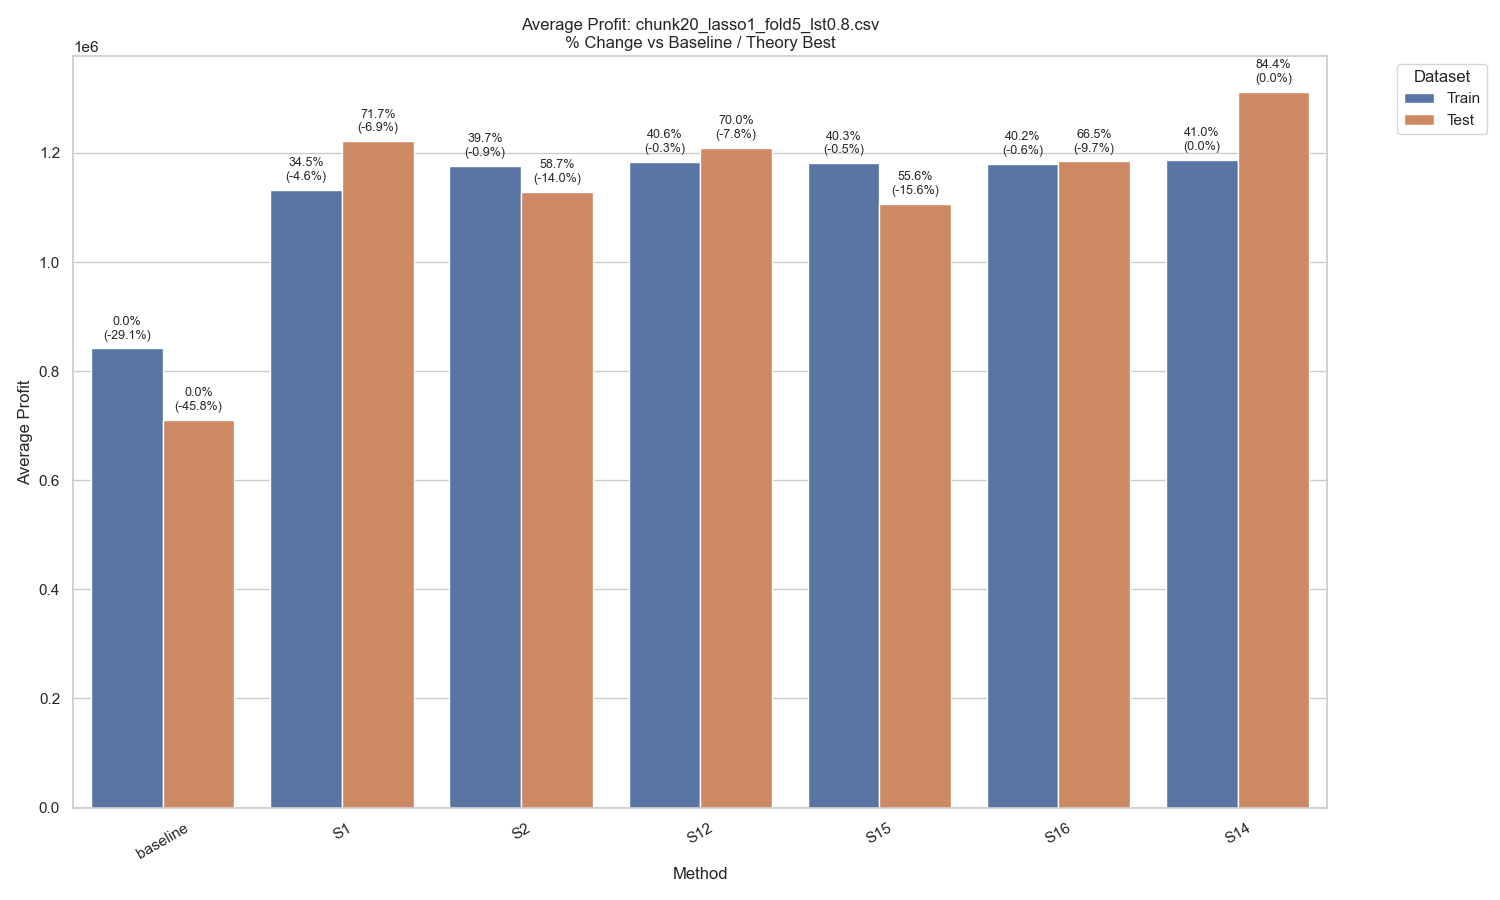 Average Profit: chunk20_lasso1_fold5_lst0.8.csv
% Change vs Baseline / Theory Best
1e6
Average Profit
1.2
1.0
0.8
0.6
0.4
0.2
0.0
0.0%
(-29.1%)
0.0%
(-45.8%)
34.5%
(-4.6%)
71.7%
(-6.9%)
39.7%
(-0.9%)
58.7%
(-14.0%)
40.6%
(-0.3%)
70.0%
(-7.8%)
40.3%
(-0.5%)
55.6%
(-15.6%)
40.2%
(-0.6%)
66.5%
(-9.7%)
41.0%
(0.0%)
84.4%
(0.0%)
baseline
S1
S2
S12
S15
S16
S14
Method
Dataset
Train
Test